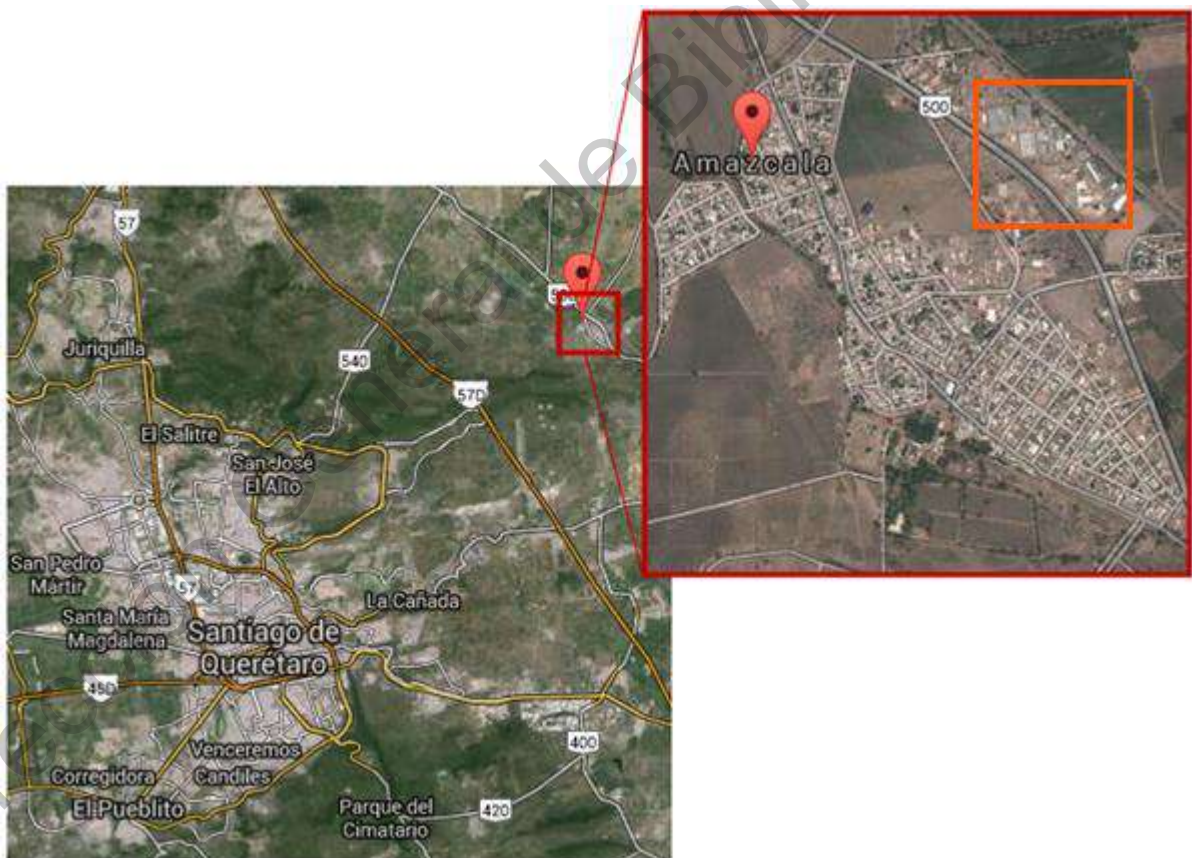 500
Amazcala
57
Juriquilla
540
57D
El Salitre
San José
El Alto
San Pedro
Mártir
57
La Cañada
Santa María
Magdalena
Santiago de
Querétaro
45D
400
Venceremos
Corregidora
Candiles
El Pueblito
Parque del
Cimatario
420